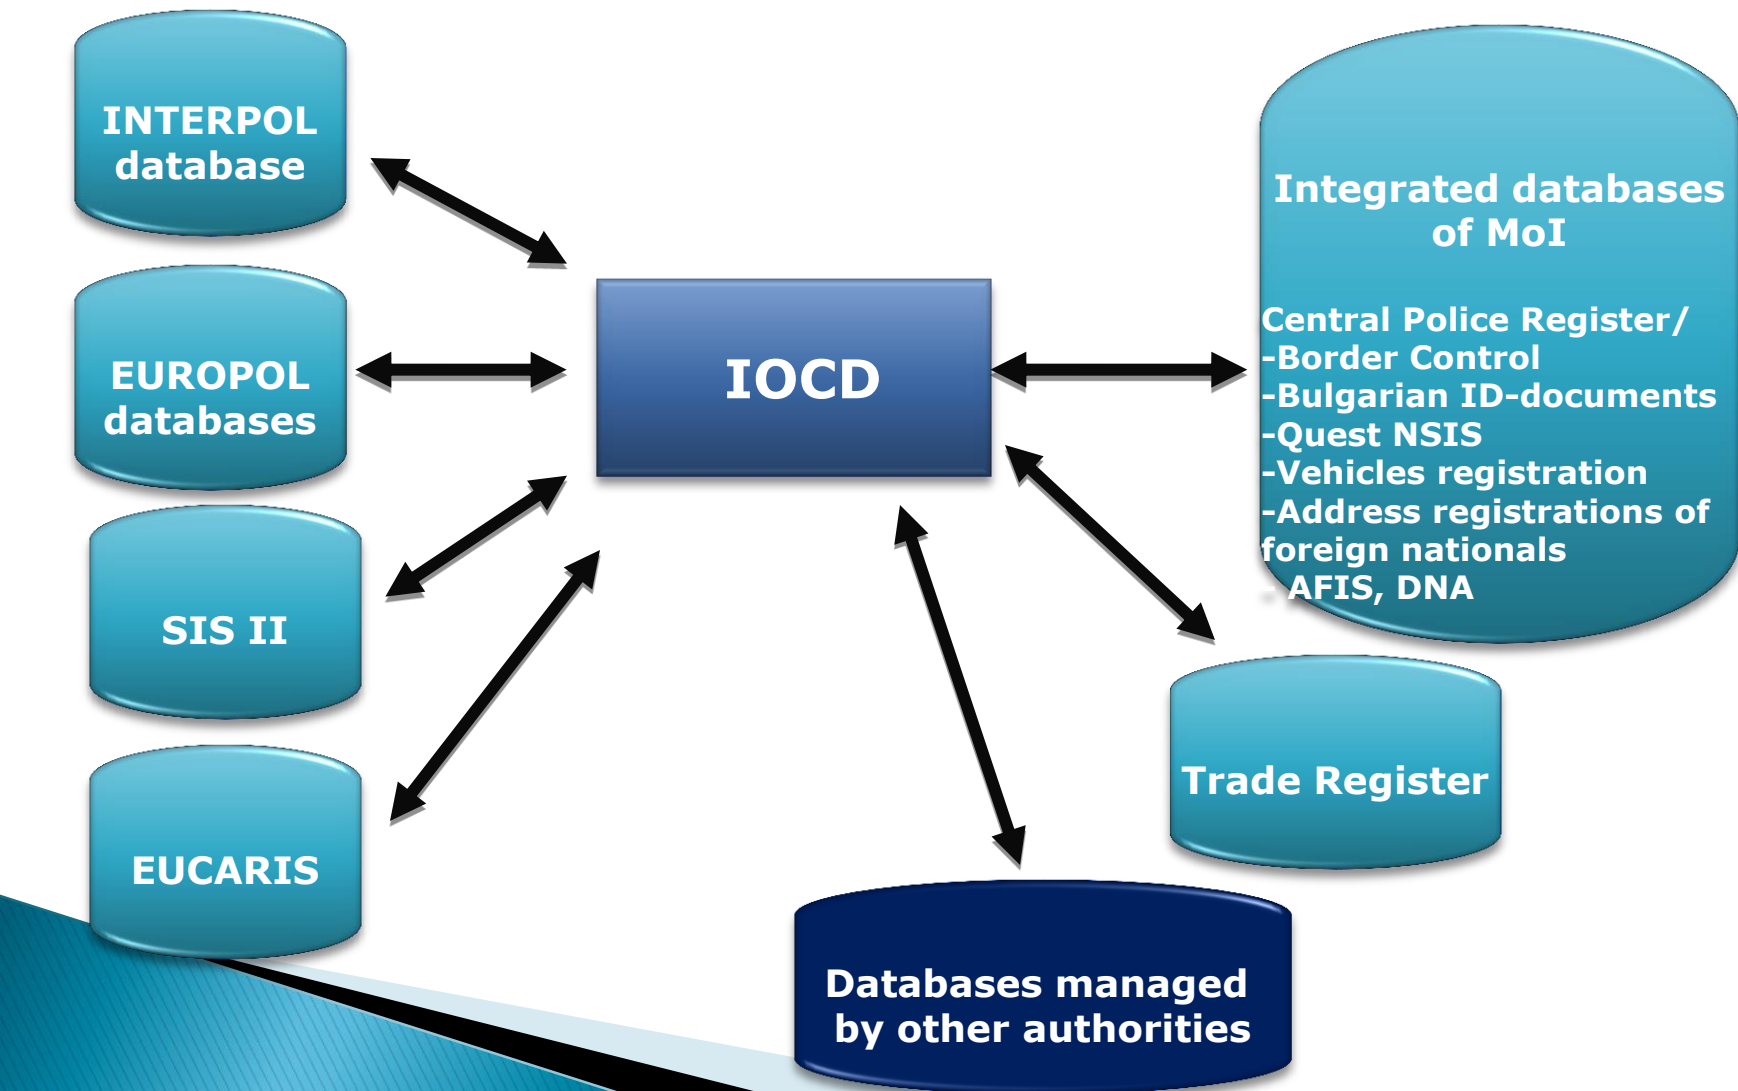 INTERPOL
database
EUROPOL
databases
SIS II
EUCARIS
IOCD
Integrated databases
of MoI
Central Police Register/
-Border Control
-Bulgarian ID-documents
-Quest NSIS
-Vehicles registration
-Address registrations of
foreign nationals
- AFIS, DNA
Trade Register
Databases managed
by other authorities